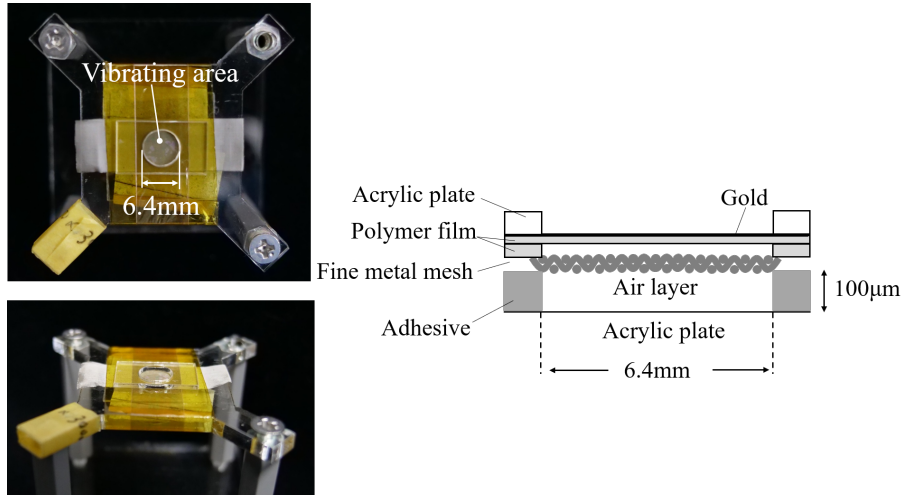 Vibrating area
6.4mm
Acrylic plate
Gold
Polymer film
Fine metal mesh
Air layer
100μm
Adhesive
Acrylic plate
6.4mm